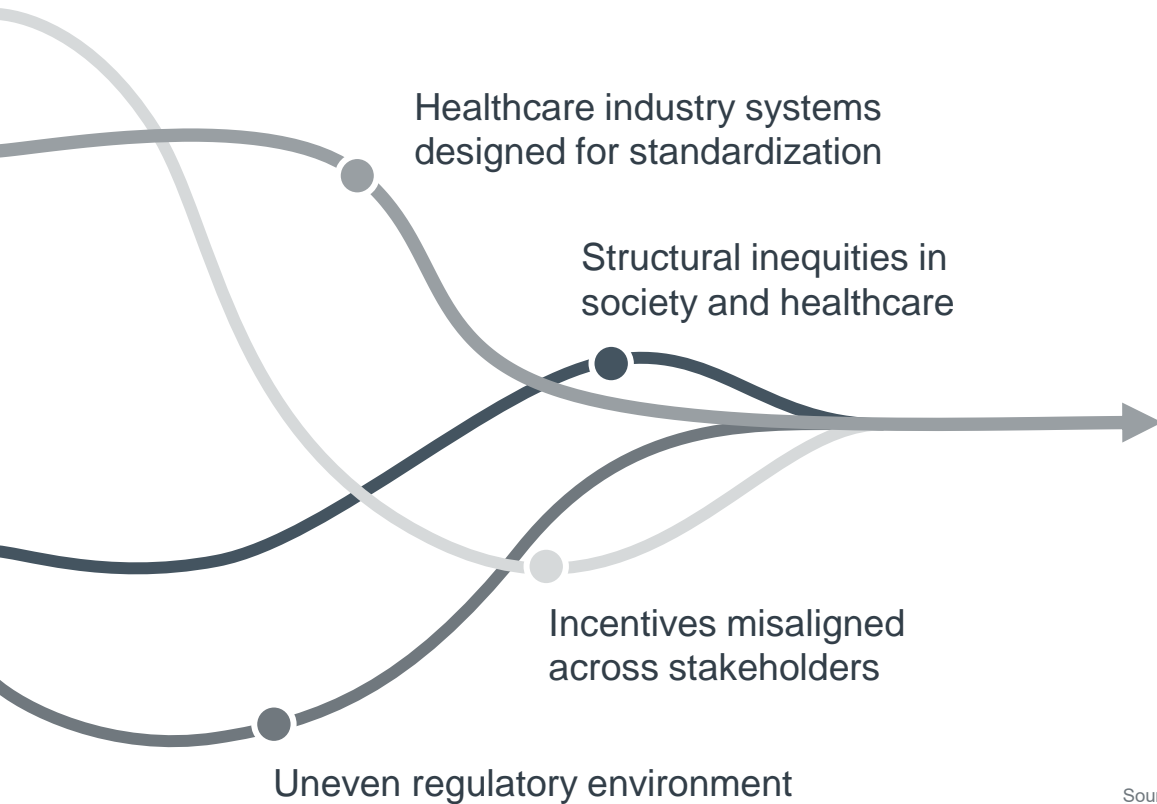 Healthcare industry systems
designed for standardization
Structural inequities in
society and healthcare
Incentives misaligned
across stakeholders
Uneven regulatory environment